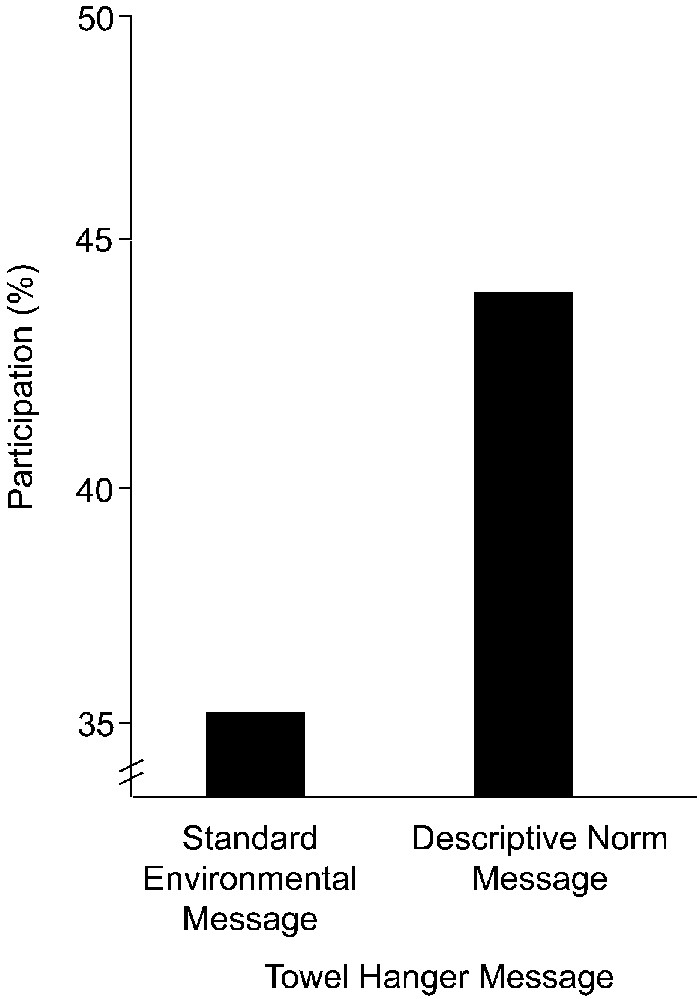 50
45
40
35
Participation (%)
Standard
Environmental
Message
Descriptive Norm
Message
Towel Hanger Message